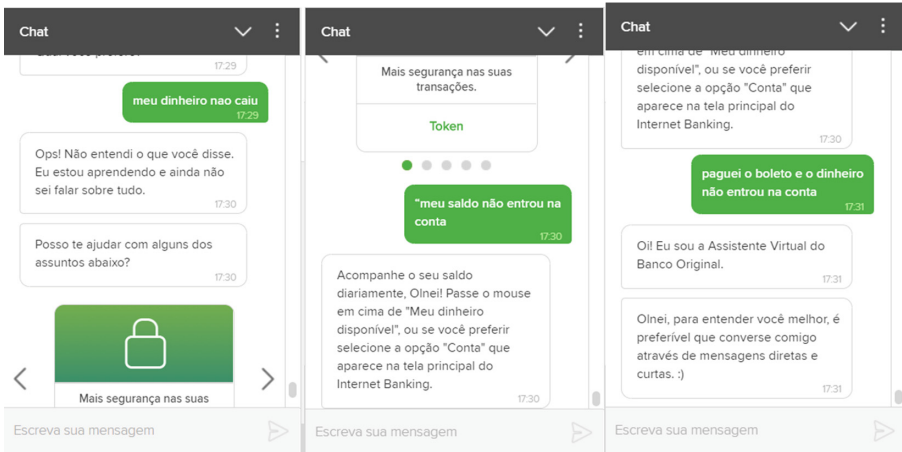 Chat
17:29
meu dinheiro nao caiu
17:29
Ops! Não entendi o que você disse.
Eu estou aprendendo e ainda não
sei falar sobre tudo.
17:30
Posso te ajudar com alguns dos
assuntos abaixo?
17:30
Mais segurança nas suas
Escreva sua mensagem
Chat
Mais segurança nas suas
transações.
Token
"meu saldo não entrou na
conta
17:30
Acompanhe o seu saldo
diariamente, Olnei! Passe o mouse
em cima de "Meu dinheiro
disponível", ou se você preferir
selecione a opção "Conta" que
aparece na tela principal do
Internet Banking.
17:30
Escreva sua mensagem
Chat
em cima de "Meu dinheiro
disponível", ou se você preferir
selecione a opção "Conta" que
aparece na tela principal do
Internet Banking.
17:30
paguei o boleto e o dinheiro
não entrou na conta
17:31
Oi! Eu sou a Assistente Virtual do
Banco Original.
17:31
Olnei, para entender você melhor, é
preferível que converse comigo
através de mensagens diretas e
curtas. :)
17:31
Escreva sua mensagem